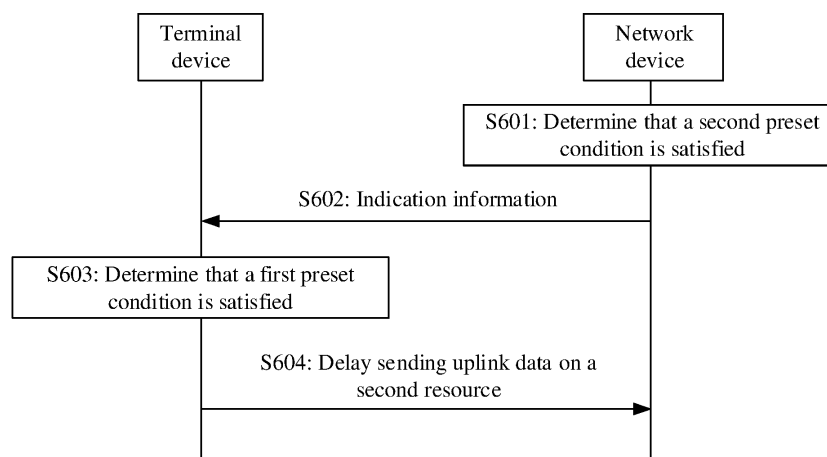 Terminal
device
Network
device
S601: Determine that a second preset
condition is satisfied
S602: Indication information
S603: Determine that a first preset
condition is satisfied
S604: Delay sending uplink data on a
second resource